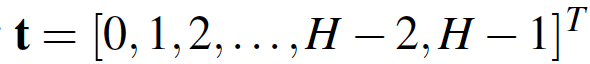 t = [0, 1, 2, ..., H − 2, H − 1]ᵀ